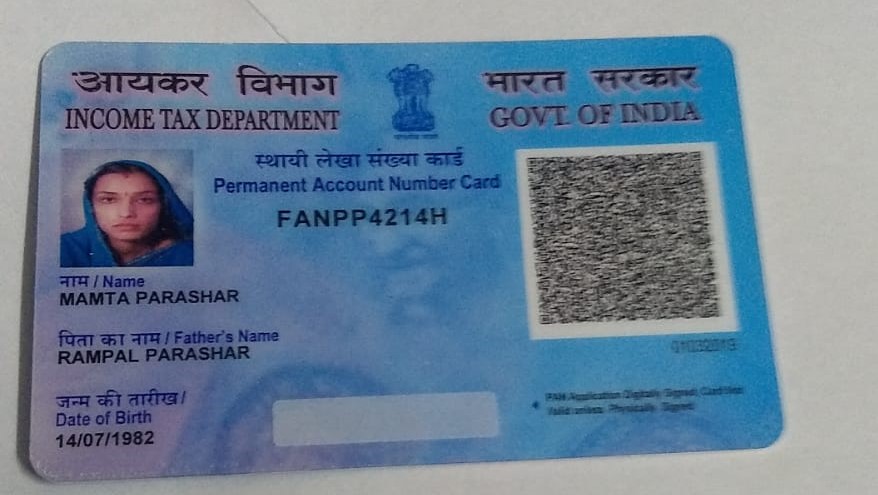 आयकर विभाग
INCOME TAX DEPARTMENT
भारत सरकार
GOVT. OF INDIA
स्थायी लेखा संख्या कार्ड
Permanent Account Number Card
FANPP4214H
नाम / Name
MAMTA PARASHAR
पिता का नाम / Father's Name
RAMPAL PARASHAR
जन्म की तारीख /
Date of Birth
14/07/1982
PAN Application Digitally Signed, Card Not
Valid unless Physically Signed